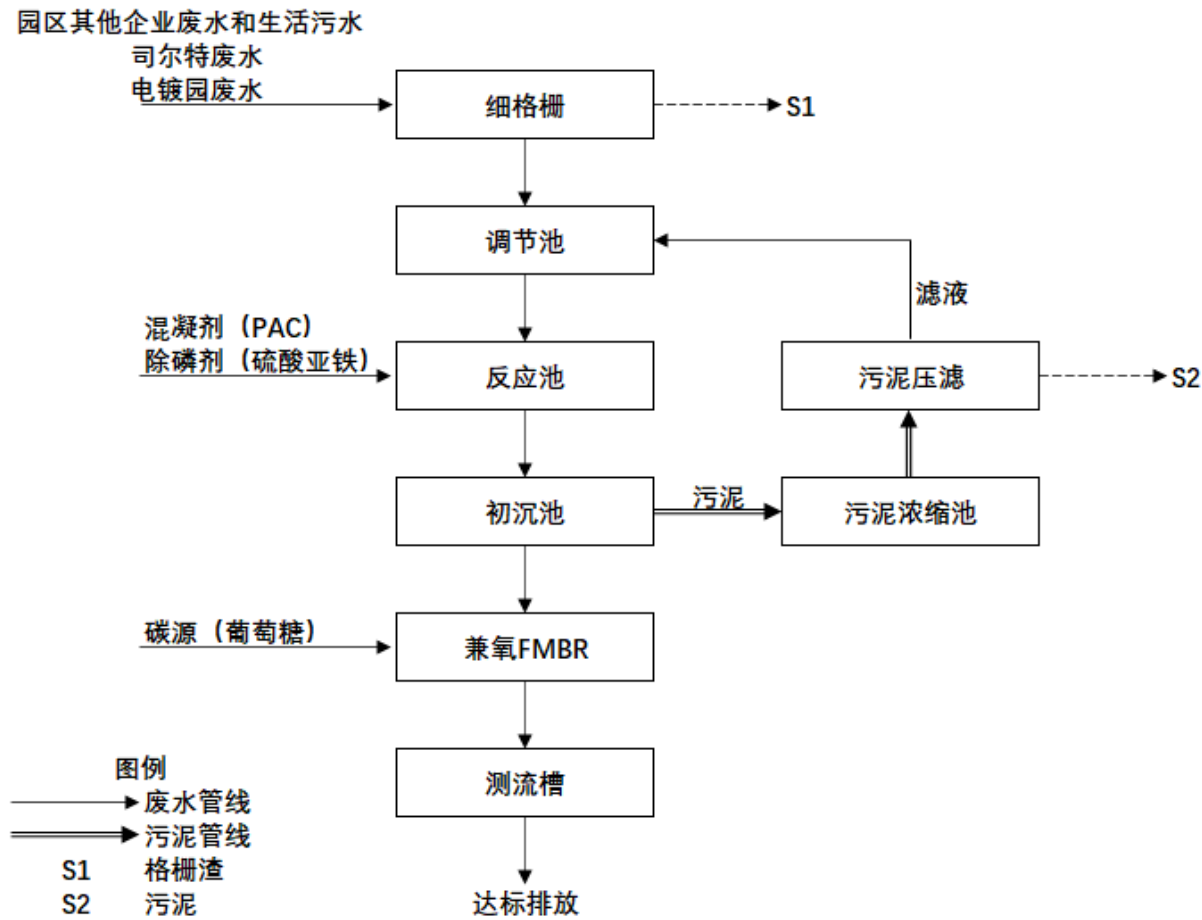 园区其他企业废水和生活污水
司尔特废水
电镀园废水
细格栅
S1
调节池
滤液
混凝�（PAC）
除磷剂（硫酸亚铁）
反应池
污泥压滤
S2
初沉池
污泥
污泥浓缩池
碳源（葡萄糖）
兼氧FMBR
测流槽
图例
废水管线
污泥管线
S1 格栅渣
S2 污泥
达标排放